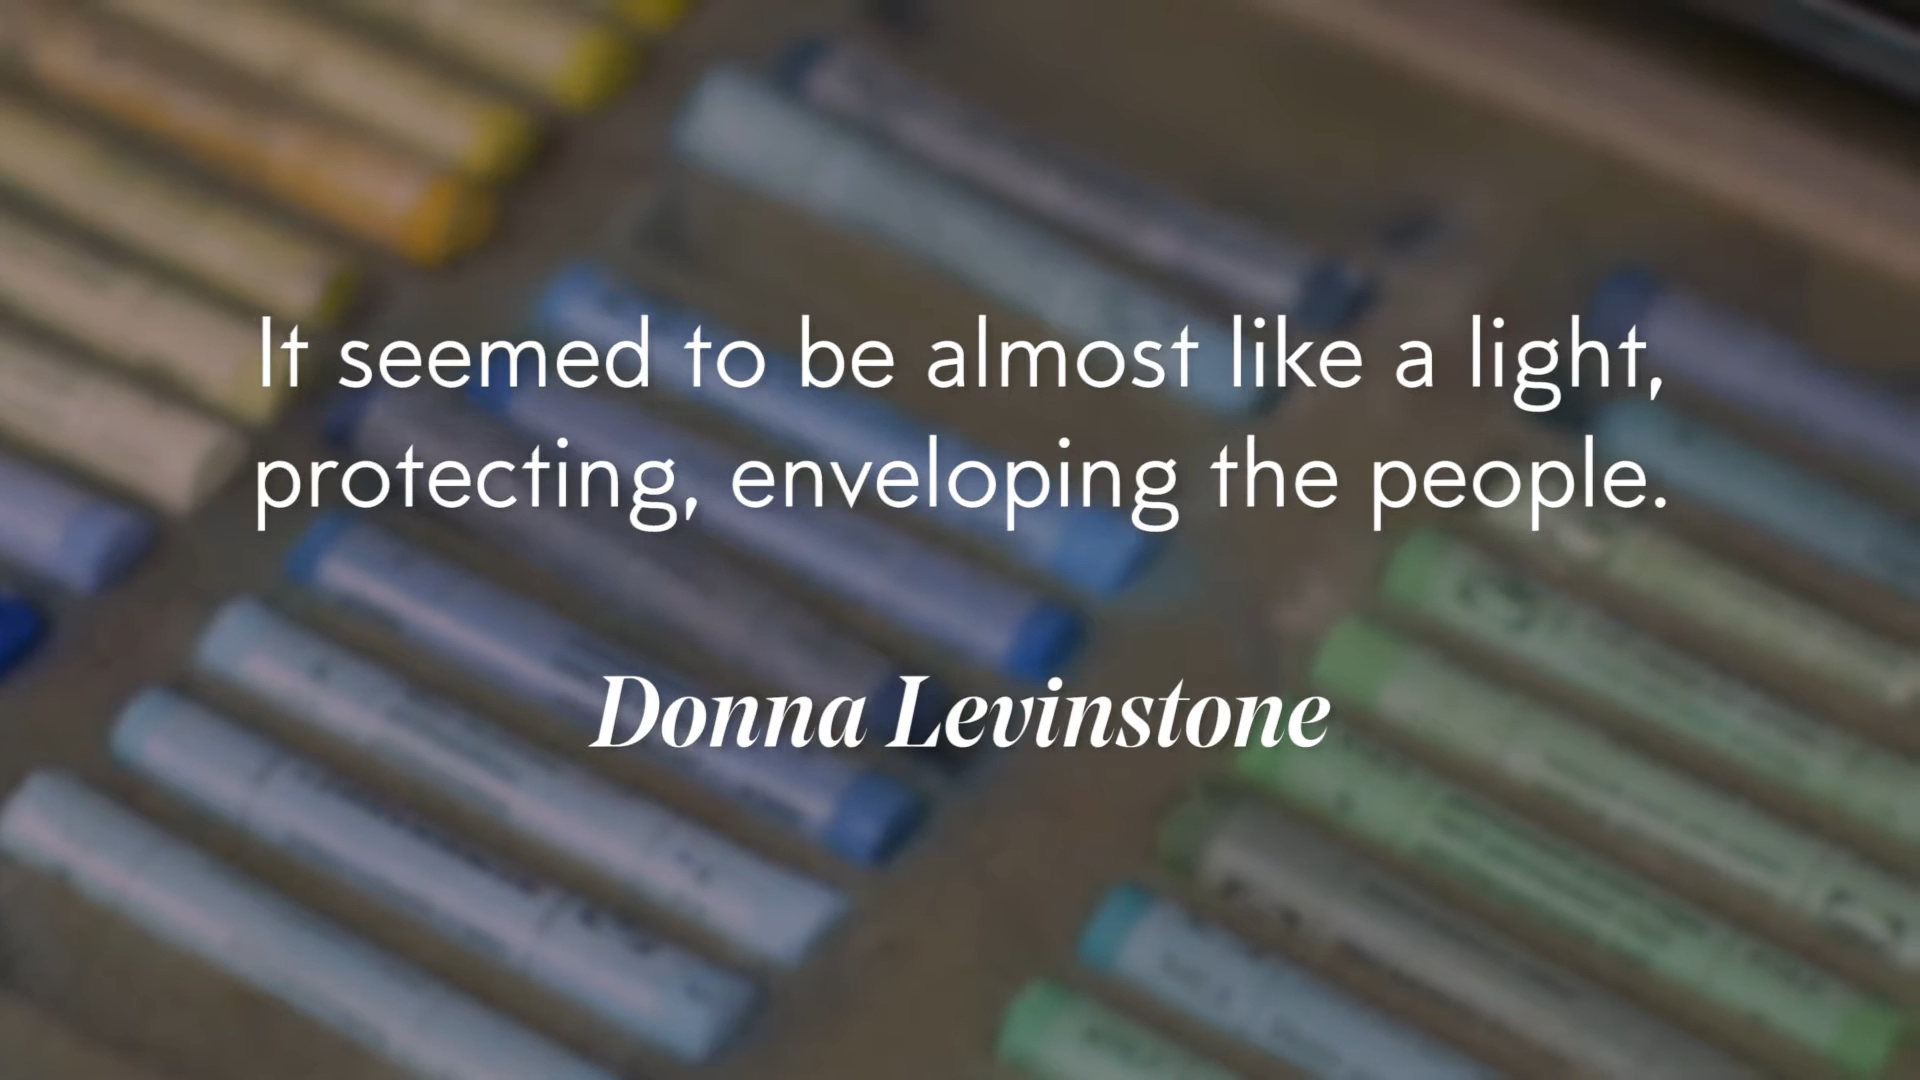 It seemed to be almost like a light,
protecting, enveloping the people.
Donna Levinstone